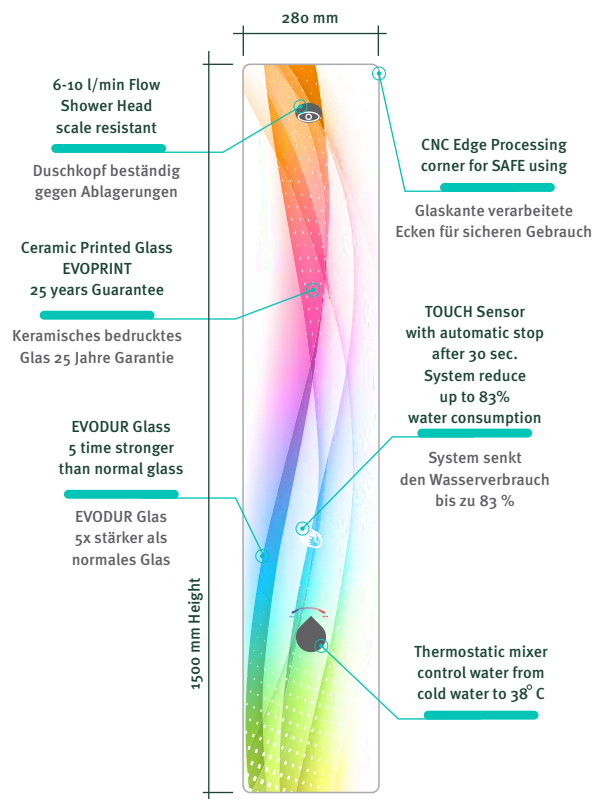 280 mm
6-10 l/min Flow
Shower Head
scale resistant
Duschkopf beständig
gegen Ablagerungen
CNC Edge Processing
corner for SAFE using
Glaskante verarbeitete
Ecken für sicheren Gebrauch
Ceramic Printed Glass
EVOPRINT
25 years Guarantee
Keramisches bedrucktes
Glas 25 Jahre Garantie
TOUCH Sensor
with automatic stop
after 30 sec.
System reduce
up to 83%
water consumption
System senkt
den Wasserverbrauch
bis zu 83 %
EVODUR Glass
5 time stronger
than normal glass
EVODUR Glas
5x stärker als
normales Glas
1500 mm Height
Thermostatic mixer
control water from
cold water to 38° C